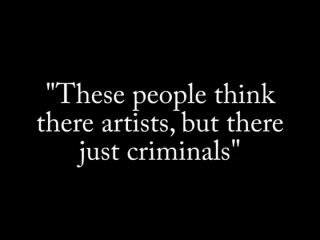 "These people think
there artists, but there
just criminals"